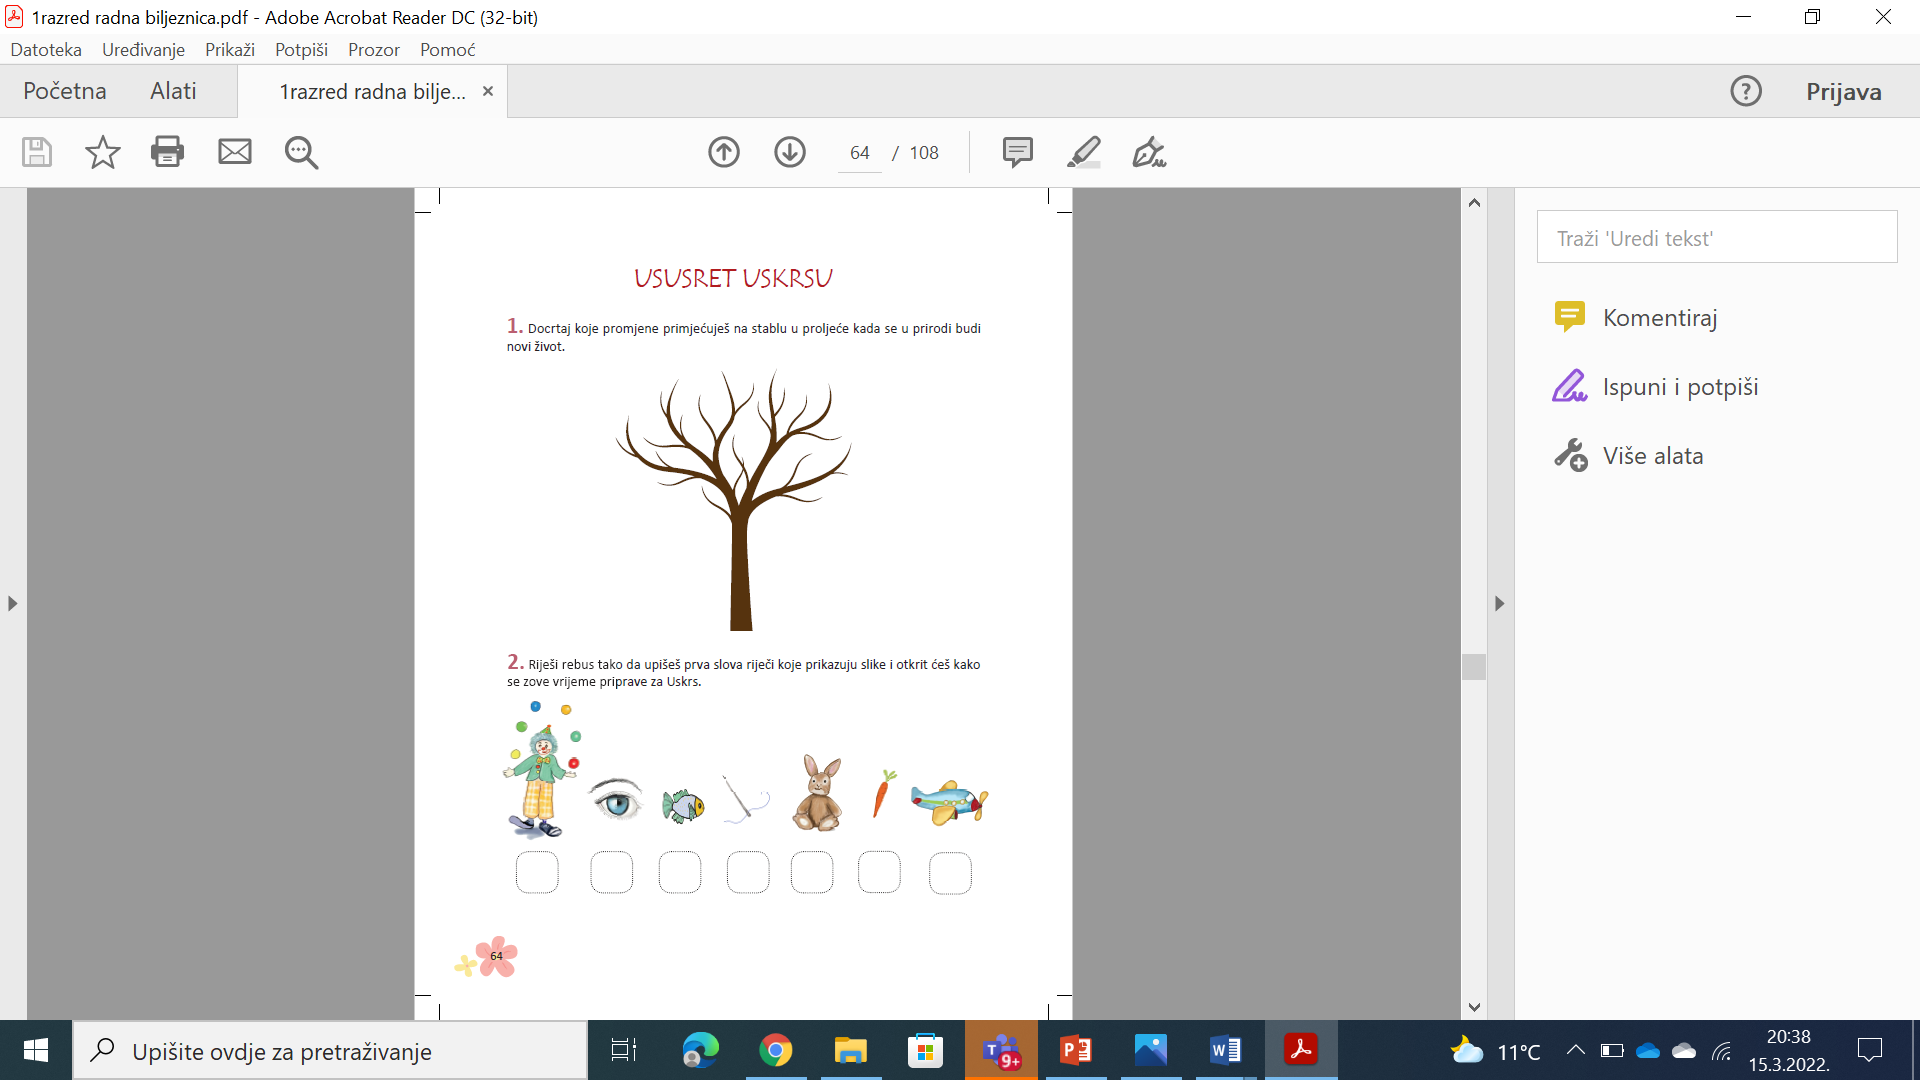 1razred radna biljeznica.pdf - Adobe Acrobat Reader DC (32-bit)
Datoteka Uređivanje Prikaži Potpiši Prozor Pomoć
Početna Alati 1razred radna bilje... Prijava
64 / 108
USUSRET USKRSU
1. Docrtaj koje promjene primjećuješ na stablu u proljeće kada se u prirodi budi
novi život.
2. Riješi rebus tako da upišeš prva slova riječi koje prikazuju slike i otkrit ćeš kako
se zove vrijeme priprave za Uskrs.
64
Traži 'Uredi tekst'
Komentiraj
Ispuni i potpiši
Više alata
Upišite ovdje za pretraživanje
9+
11°C
20:38
15.3.2022.